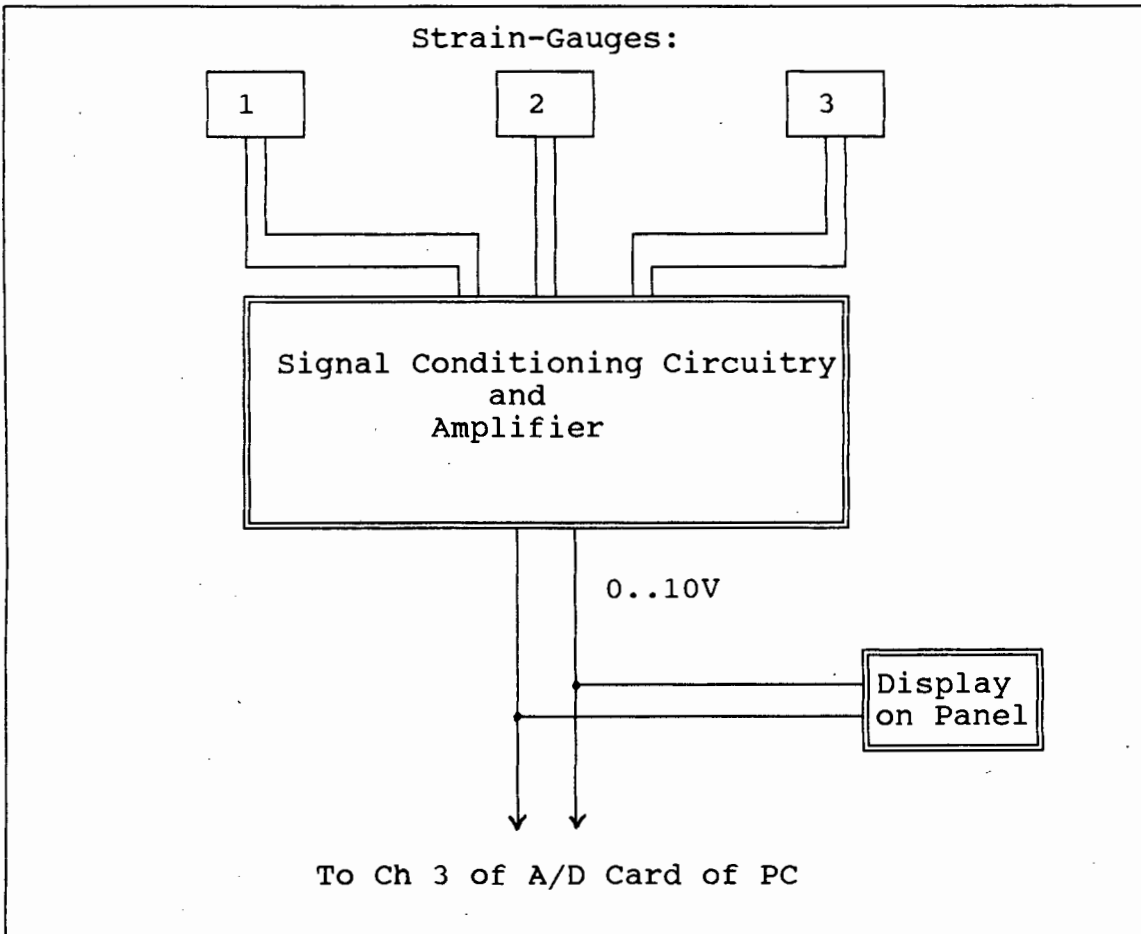 Strain-Gauges:
1 2 3
Signal Conditioning Circuitry
and
Amplifier
0..10V
Display
on Panel
To Ch 3 of A/D Card of PC